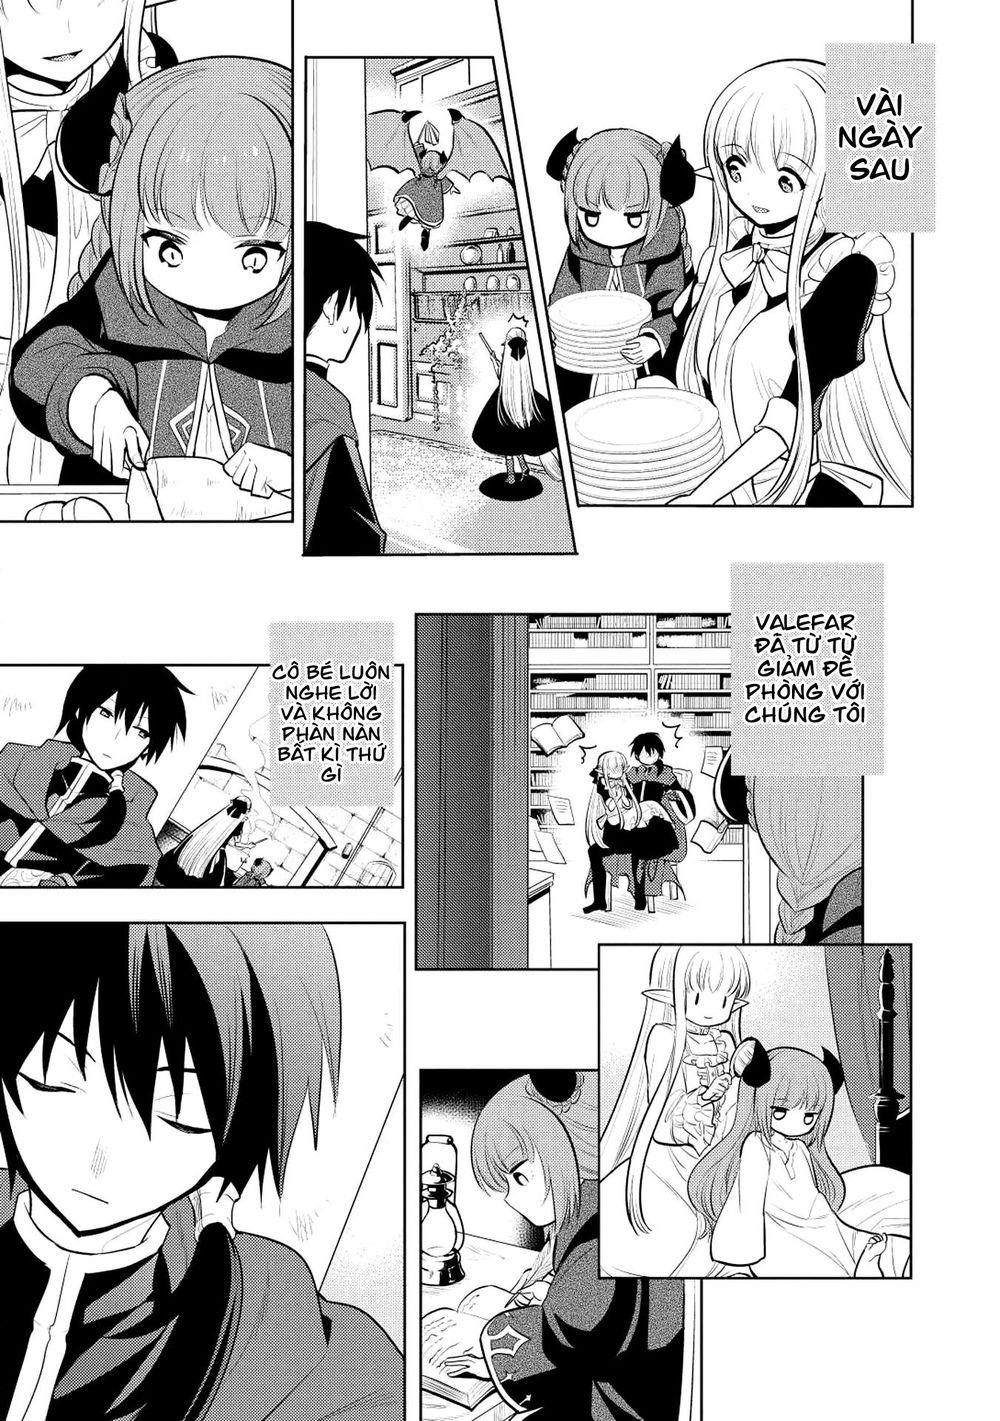 VÀI
NGÀY
SAU
VALEFAR
ĐÃ TỪ TỪ
GIẢM ĐỀ
PHÒNG VỚI
CHÚNG TÔI
CÔ BÉ LUÔN
NGHE LỜI
VÀ KHÔNG
PHÀN NÀN
BẤT KÌ THỨ
GÌ